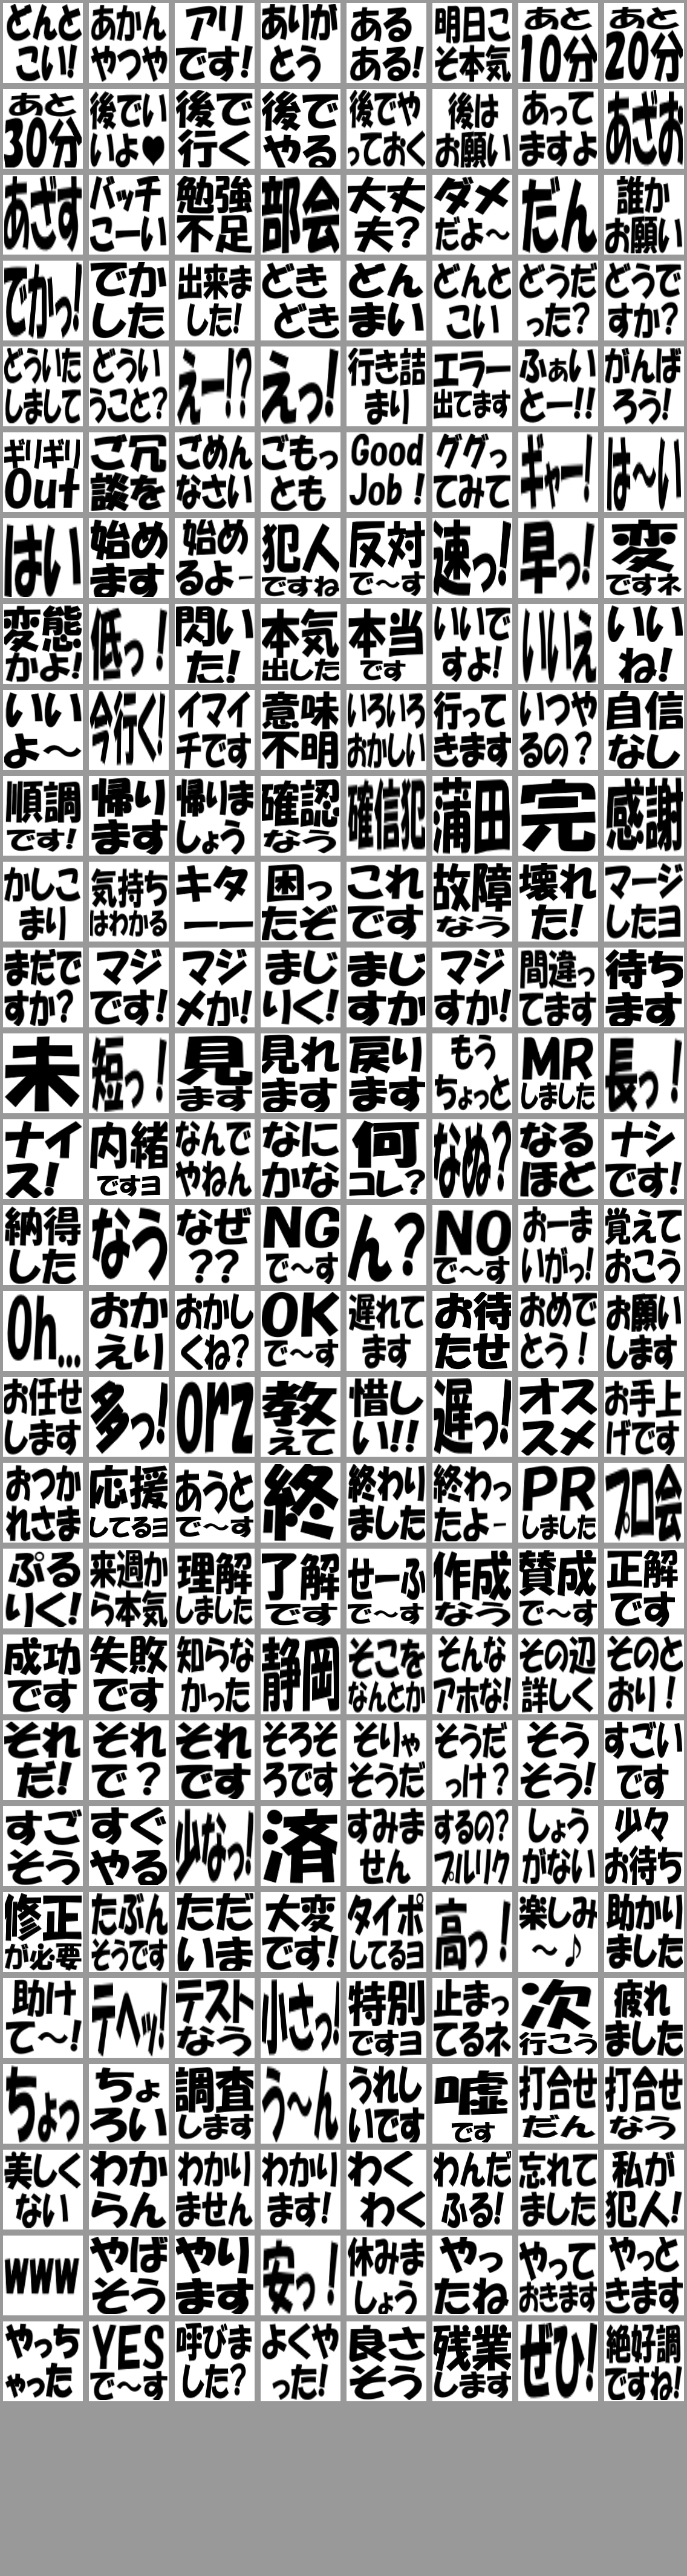 どんと
こい!
あかん
やつや
アリ
です!
ありが
とう
ある
ある!
明日こ
そ本気
あと
10分
あと
20分
あと
30分
後でい
いよ♥
後で
行く
後で
やる
後でや
っておく
後は
お願い
あって
ますよ
あざお
あざす
バッチ
こーい
勉強
不足
部会
大丈
夫?
ダメ
だよ～
だん
誰か
お願い
でかっ!
でか
した
出来ま
した!
どき
どき
どん
まい
どんと
こい
どうだ
った?
どうで
すか?
どういた
しまして
どうい
うこと?
えー!?
えっ!
行き詰
まり
エラー
出てます
ふぁい
とー!!
がんば
ろう!
ギリギリ
Out
ご冗
談を
ごめん
なさい
ごもっ
とも
Good
Job!
ググっ
てみて
ギャー!
は～い
はい
始め
ます
始め
るよー
犯人
ですね
反対
で～す
速っ!
早っ!
変
ですネ
変態
かよ!
低っ!
閃い
た!
本気
出した
本当
です
いいで
すよ!
いいえ
いい
ね!
いい
よ～
今行く!
イマイ
チです
意味
不明
いろいろ
おかしい
行って
きます
いつや
るの?
自信
なし
順調
です!
帰り
ます
帰りま
しょう
確認
なう
確信犯
蒲田
完
感謝
かしこ
まり
気持ち
はわかる
キタ
ーー
困っ
たぞ
これ
です
故障
なう
壊れ
た!
マージ
したヨ
まだで
すか?
マジ
です!
マジ
メか!
まじ
りく!
まじ
すか
マジ
すか!
間違っ
てます
待ち
ます
未
短っ!
見
ます
見れ
ます
戻り
ます
もう
ちょっと
MR
しました
長っ!
ナイ
ス!
内緒
ですヨ
なんで
やねん
なに
かな
何
コレ?
なぬ?
なる
ほど
ナシ
です!
納得
した
なう
なぜ
??
NG
で～す
ん?
NO
で～す
おーま
いがっ!
覚えて
おこう
Oh...
おか
えり
おかし
くね?
OK
で～す
遅れて
ます
お待
たせ
おめで
とう!
お願い
します
お任せ
します
多っ!
orz
教
えて
惜し
い!!
遅っ!
オス
スメ
お手上
げです
おつか
れさま
応援
してるヨ
あうと
で～す
終
終わり
ました
終わっ
たよー
PR
しました
プロ会
ぷる
りく!
来週か
ら本気
理解
しました
了解
です
せーふ
で～す
作成
なう
賛成
で～す
正解
です
成功
です
失敗
です
知らな
かった
静岡
そこを
なんとか
そんな
アホな!
その辺
詳しく
そのと
おり!
それ
だ!
それ
で?
それ
です
そろそ
ろです
そりゃ
そうだ
そうだ
っけ?
そう
そう!
すごい
です
すご
そう
すぐ
やる
少なっ!
済
すみま
せん
するの?
プルリク
しょう
がない
少々
お待ち
修正
が必要
たぶん
そうです
ただ
いま
大変
です!
タイポ
してるヨ
高っ!
楽しみ
～♪
助かり
ました
助け
て～!
テヘッ!
テスト
なう
小さっ!
特別
ですヨ
止まっ
てるネ
次
行こう
疲れ
ました
ちょっ
ちょ
ろい
調査
します
う～ん
うれし
いです
嘘
です
打合せ
だん
打合せ
なう
美しく
ない
わか
らん
わかり
ません
わかり
ます!
わく
わく
わんだ
ふる!
忘れて
ました
私が
犯人!
www
やば
そう
やり
ます
安っ!
休みま
しょう
やっ
たね
やって
おきます
やっと
きます
やっち
ゃった
YES
で～す
呼びま
した?
よくや
った!
良さ
そう
残業
します
ぜひ!
絶好調
ですね!